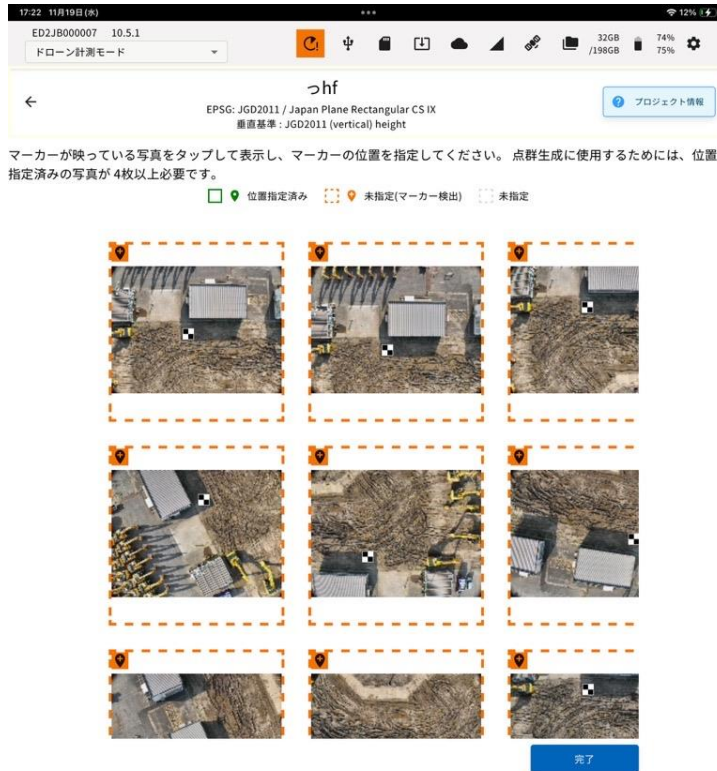 17:22 11月19日(水)
12%
ED2JB000007 10.5.1
ドローン計測モード
32GB
/198GB
74%
75%
っhf
EPSG: JGD2011 / Japan Plane Rectangular CS IX
垂直基準 : JGD2011 (vertical) height
プロジェクト情報
マーカーが映っている写真をタップして表示し、マーカーの位置を指定してください。 点群生成に使用するためには、位置
指定済みの写真が 4枚以上必要です。
位置指定済み 未指定(マーカー検出) 未指定
完了